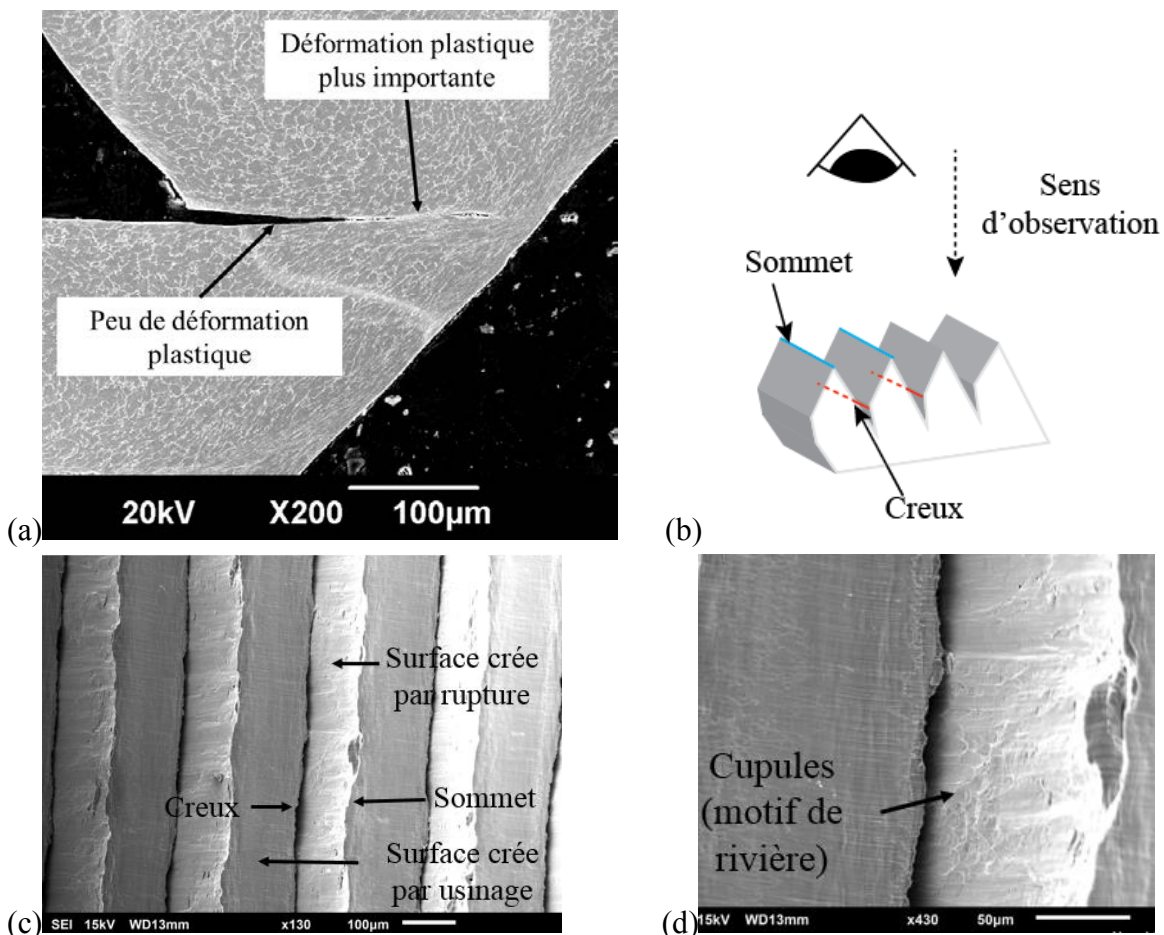 Déformation plastique
plus importante
Peu de déformation
plastique
20kV X200 100µm
(a)
Sens
d’observation
Sommet
Creux
(b)
Surface crée
par rupture
Creux
Sommet
Surface crée
par usinage
SEI 15kV WD13mm x130 100µm
(c)
Cupules
(motif de
rivière)
15kV WD13mm x430 50µm
(d)